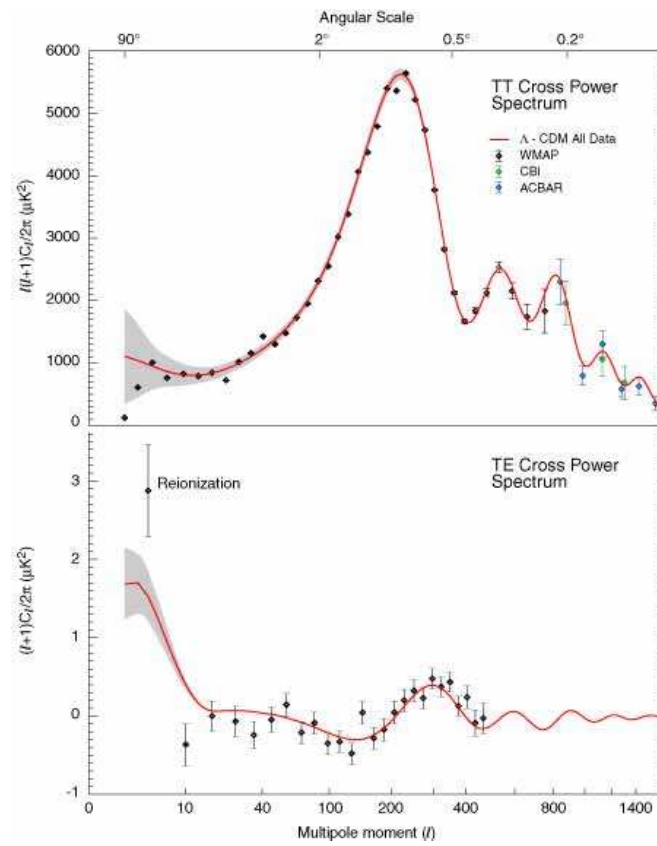 Angular Scale
90° 2° 0.5° 0.2°
6000
5000
4000
3000
2000
1000
0
l(l+1)Cl/2π (μK²)
TT Cross Power
Spectrum
Λ - CDM All Data
WMAP
CBI
ACBAR
3
2
1
0
-1
(l+1)Cl/2π (μK²)
Reionization
TE Cross Power
Spectrum
0 10 40 100 200 400 800 1400
Multipole moment (l)